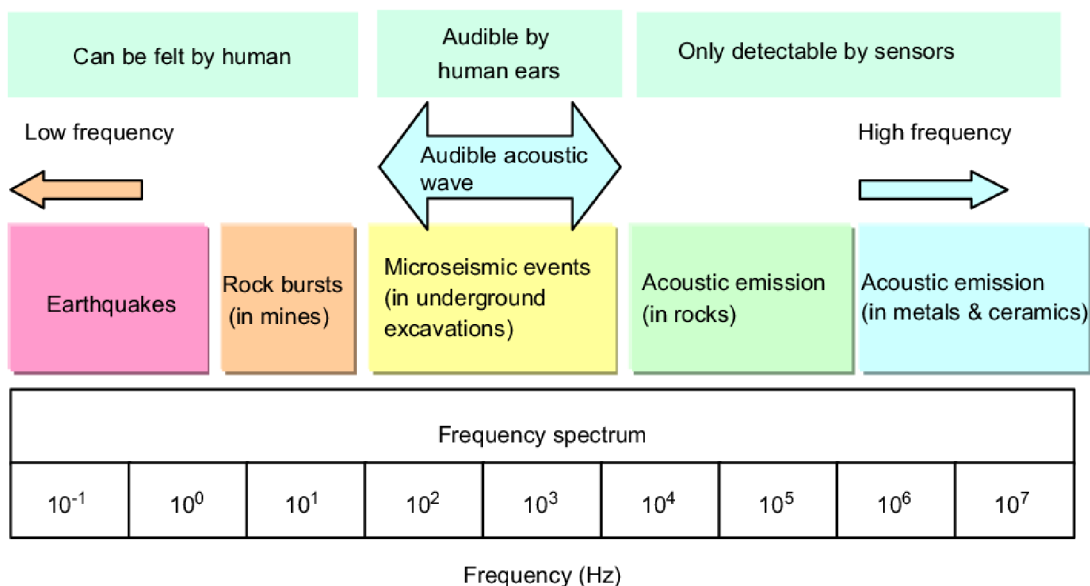 Can be felt by human
Audible by
human ears
Only detectable by sensors
Low frequency
High frequency
Audible acoustic
wave
Earthquakes
Rock bursts
(in mines)
Microseismic events
(in underground
excavations)
Acoustic emission
(in rocks)
Acoustic emission
(in metals & ceramics)
Frequency spectrum
10⁻¹ 10⁰ 10¹ 10² 10³ 10⁴ 10⁵ 10⁶ 10⁷
Frequency (Hz)